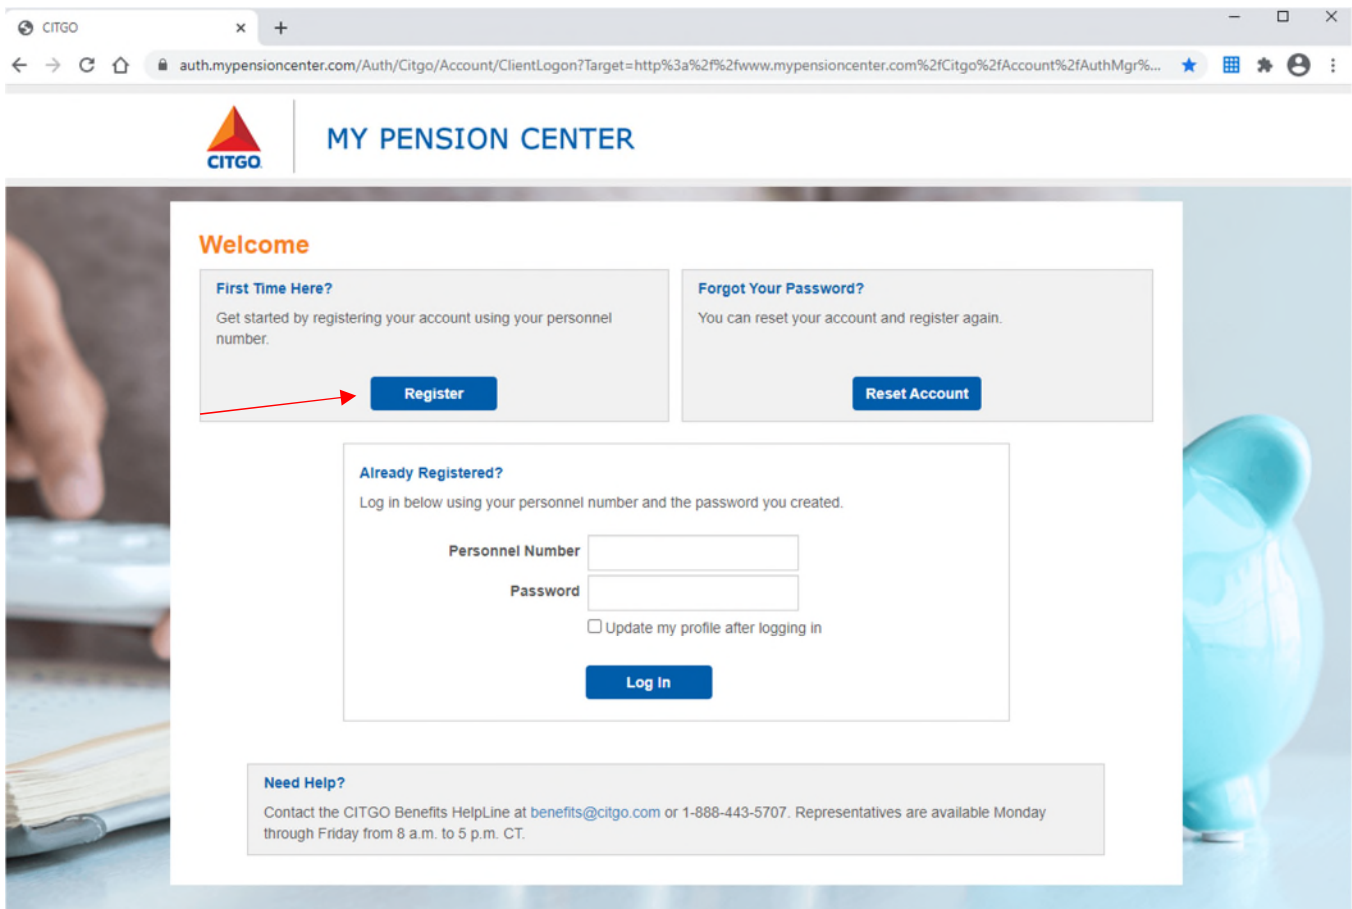 CITGO
auth.mypensioncenter.com/Auth/Citgo/Account/ClientLogon?Target=http%3a%2f%2fwww.mypensioncenter.com%2fCitgo%2fAccount%2fAuthMgr%...
CITGO
MY PENSION CENTER
Welcome
First Time Here?
Get started by registering your account using your personnel
number.
Register
Forgot Your Password?
You can reset your account and register again.
Reset Account
Already Registered?
Log in below using your personnel number and the password you created.
Personnel Number
Password
Update my profile after logging in
Log In
Need Help?
Contact the CITGO Benefits HelpLine at benefits@citgo.com or 1-888-443-5707. Representatives are available Monday
through Friday from 8 a.m. to 5 p.m. CT.